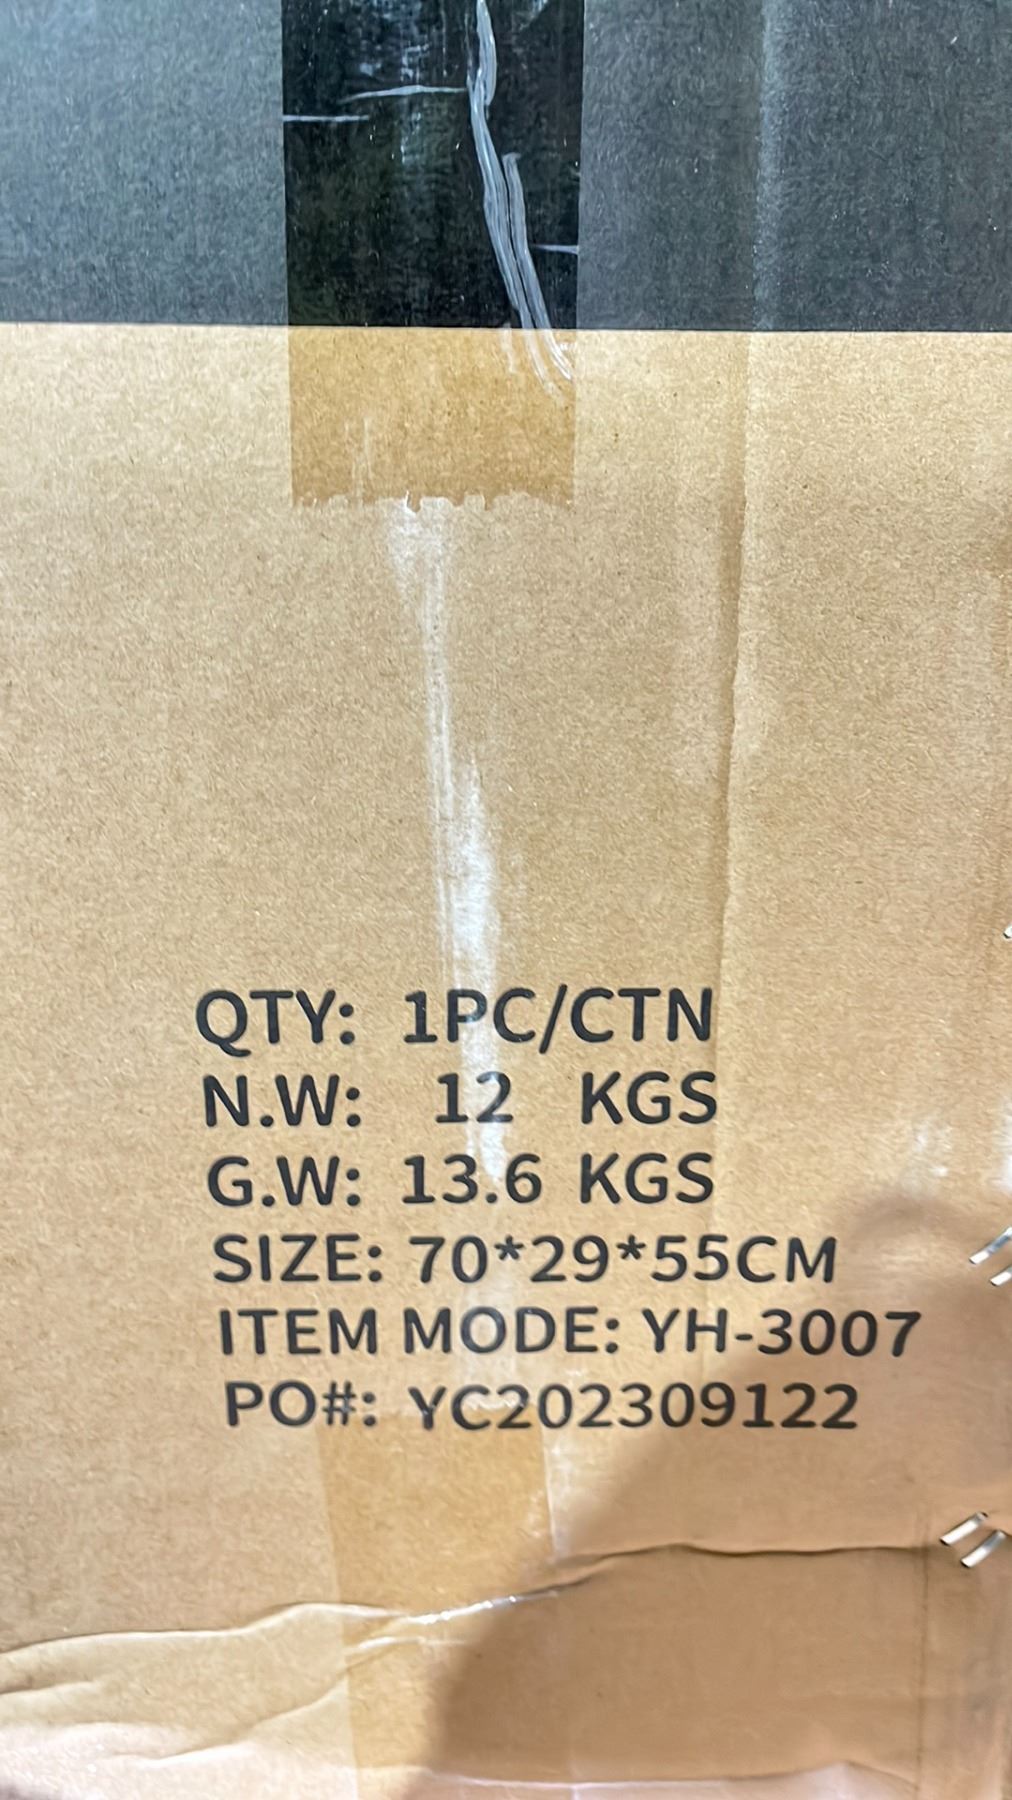 QTY: 1PC/CTN
N.W: 12 KGS
G.W: 13.6 KGS
SIZE: 70*29*55CM
ITEM MODE: YH-3007
PO#: YC202309122